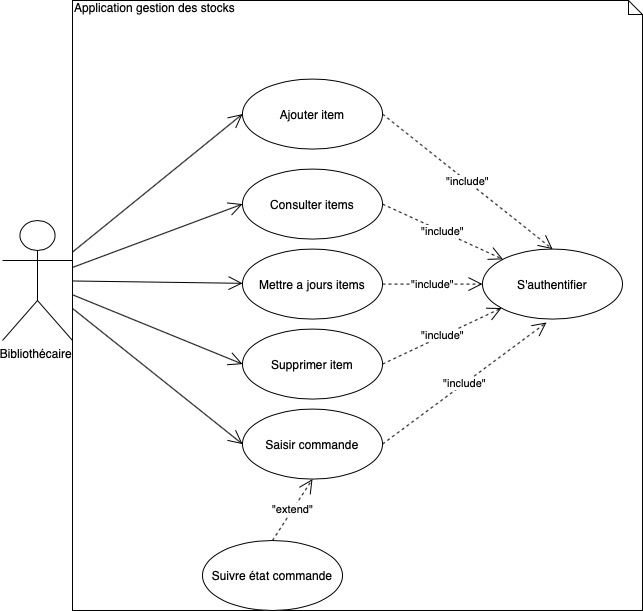 Application gestion des stocks
Ajouter item
"include"
Consulter items
"include"
Mettre a jours items
"include"
S'authentifier
Bibliothécaire
Supprimer item
"include"
Saisir commande
"include"
"extend"
Suivre état commande